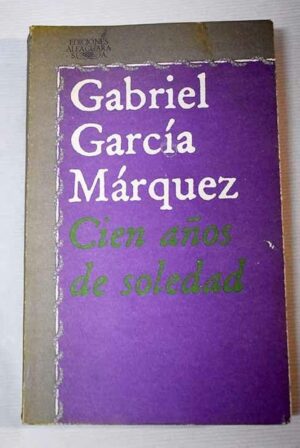 EDICIONES
ALFAGUARA
Gabriel
García
Márquez
Cien años
de soledad